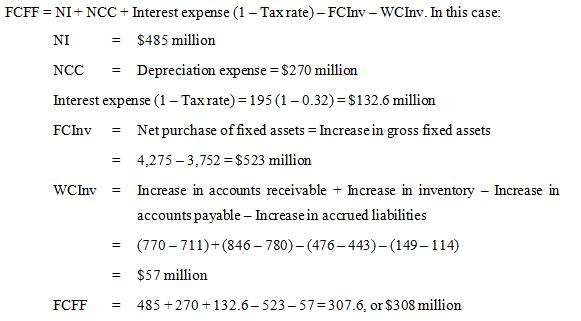 FCFF = NI + NCC + Interest expense (1 – Tax rate) – FCInv – WCInv. In this case:
NI = $485 million
NCC = Depreciation expense = $270 million
Interest expense (1 – Tax rate) = 195 (1 – 0.32) = $132.6 million
FCInv = Net purchase of fixed assets = Increase in gross fixed assets
= 4,275 – 3,752 = $523 million
WCInv = Increase in accounts receivable + Increase in inventory – Increase in
accounts payable – Increase in accrued liabilities
= (770 – 711) + (846 – 780) – (476 – 443) – (149 – 114)
= $57 million
FCFF = 485 + 270 + 132.6 – 523 – 57 = 307.6, or $308 million